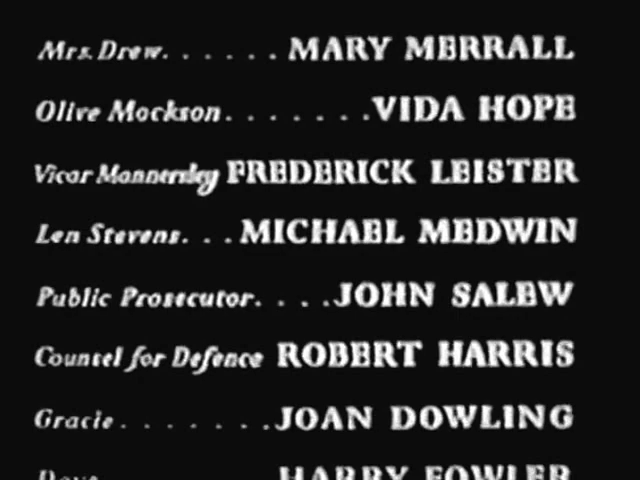 Mrs. Drew. . . . . . MARY MERRALL
Olive Mockson. . . . . . .VIDA HOPE
Vicar Mannersley FREDERICK LEISTER
Len Stevens. . . MICHAEL MEDWIN
Public Prosecutor. . . .JOHN SALEW
Counsel for Defence ROBERT HARRIS
Gracie . . . . . . .JOAN DOWLING
HARRY FOWLER